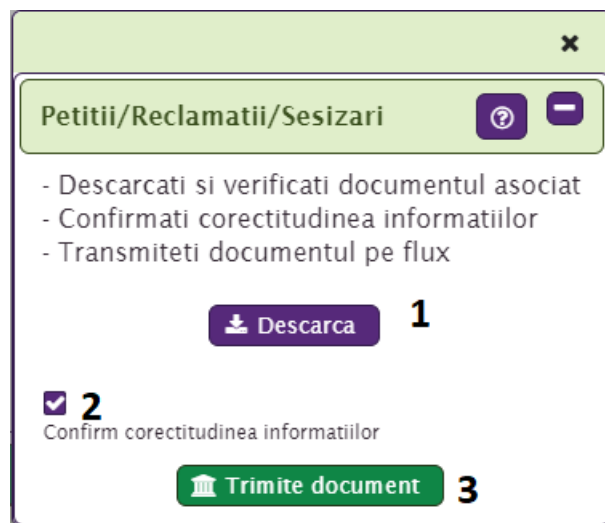 Petitii/Reclamatii/Sesizari
- Descarcati si verificati documentul asociat
- Confirmati corectitudinea informatiilor
- Transmiteti documentul pe flux
Descarca 1
2
Confirm corectitudinea informatiilor
Trimite document 3